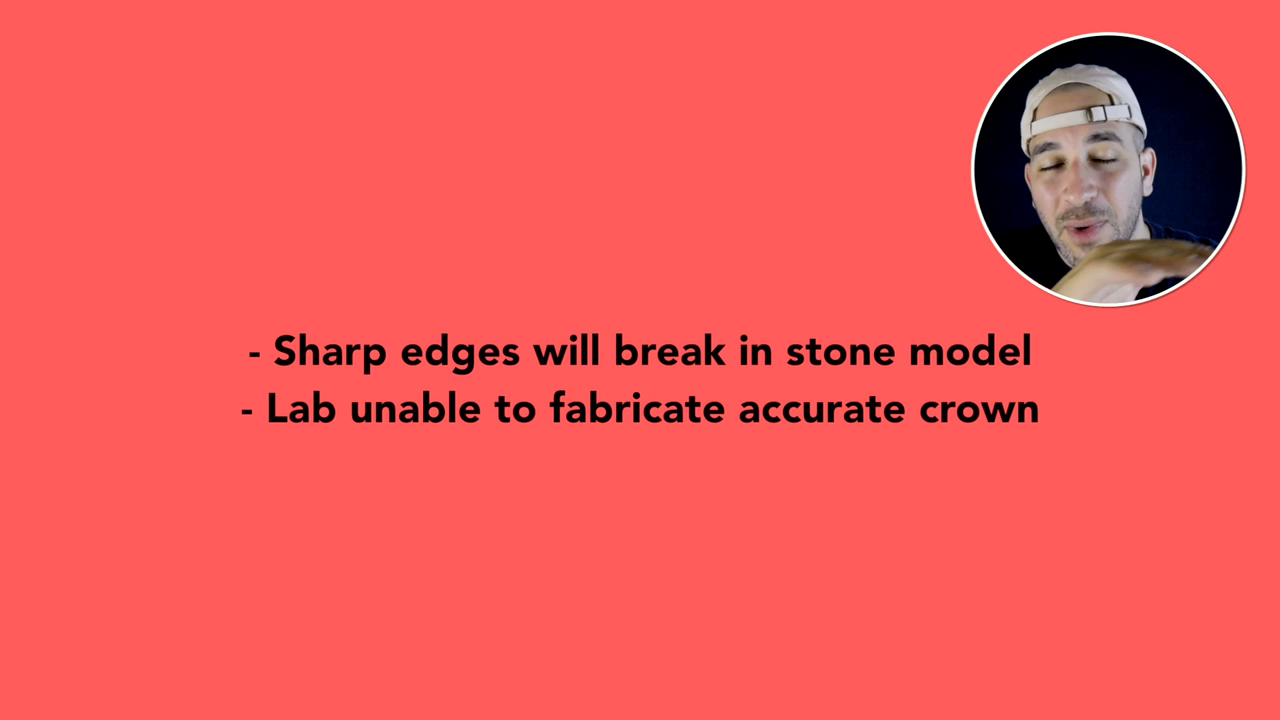 - Sharp edges will break in stone model
- Lab unable to fabricate accurate crown